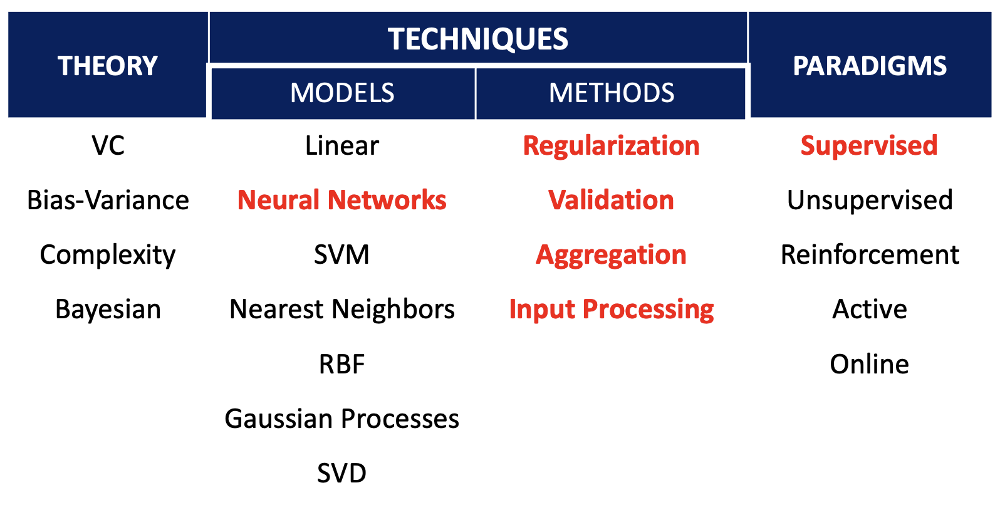 THEORY TECHNIQUES PARADIGMS
MODELS METHODS
VC Linear Regularization Supervised
Bias-Variance Neural Networks Validation Unsupervised
Complexity SVM Aggregation Reinforcement
Bayesian Nearest Neighbors Input Processing Active
RBF Online
Gaussian Processes
SVD